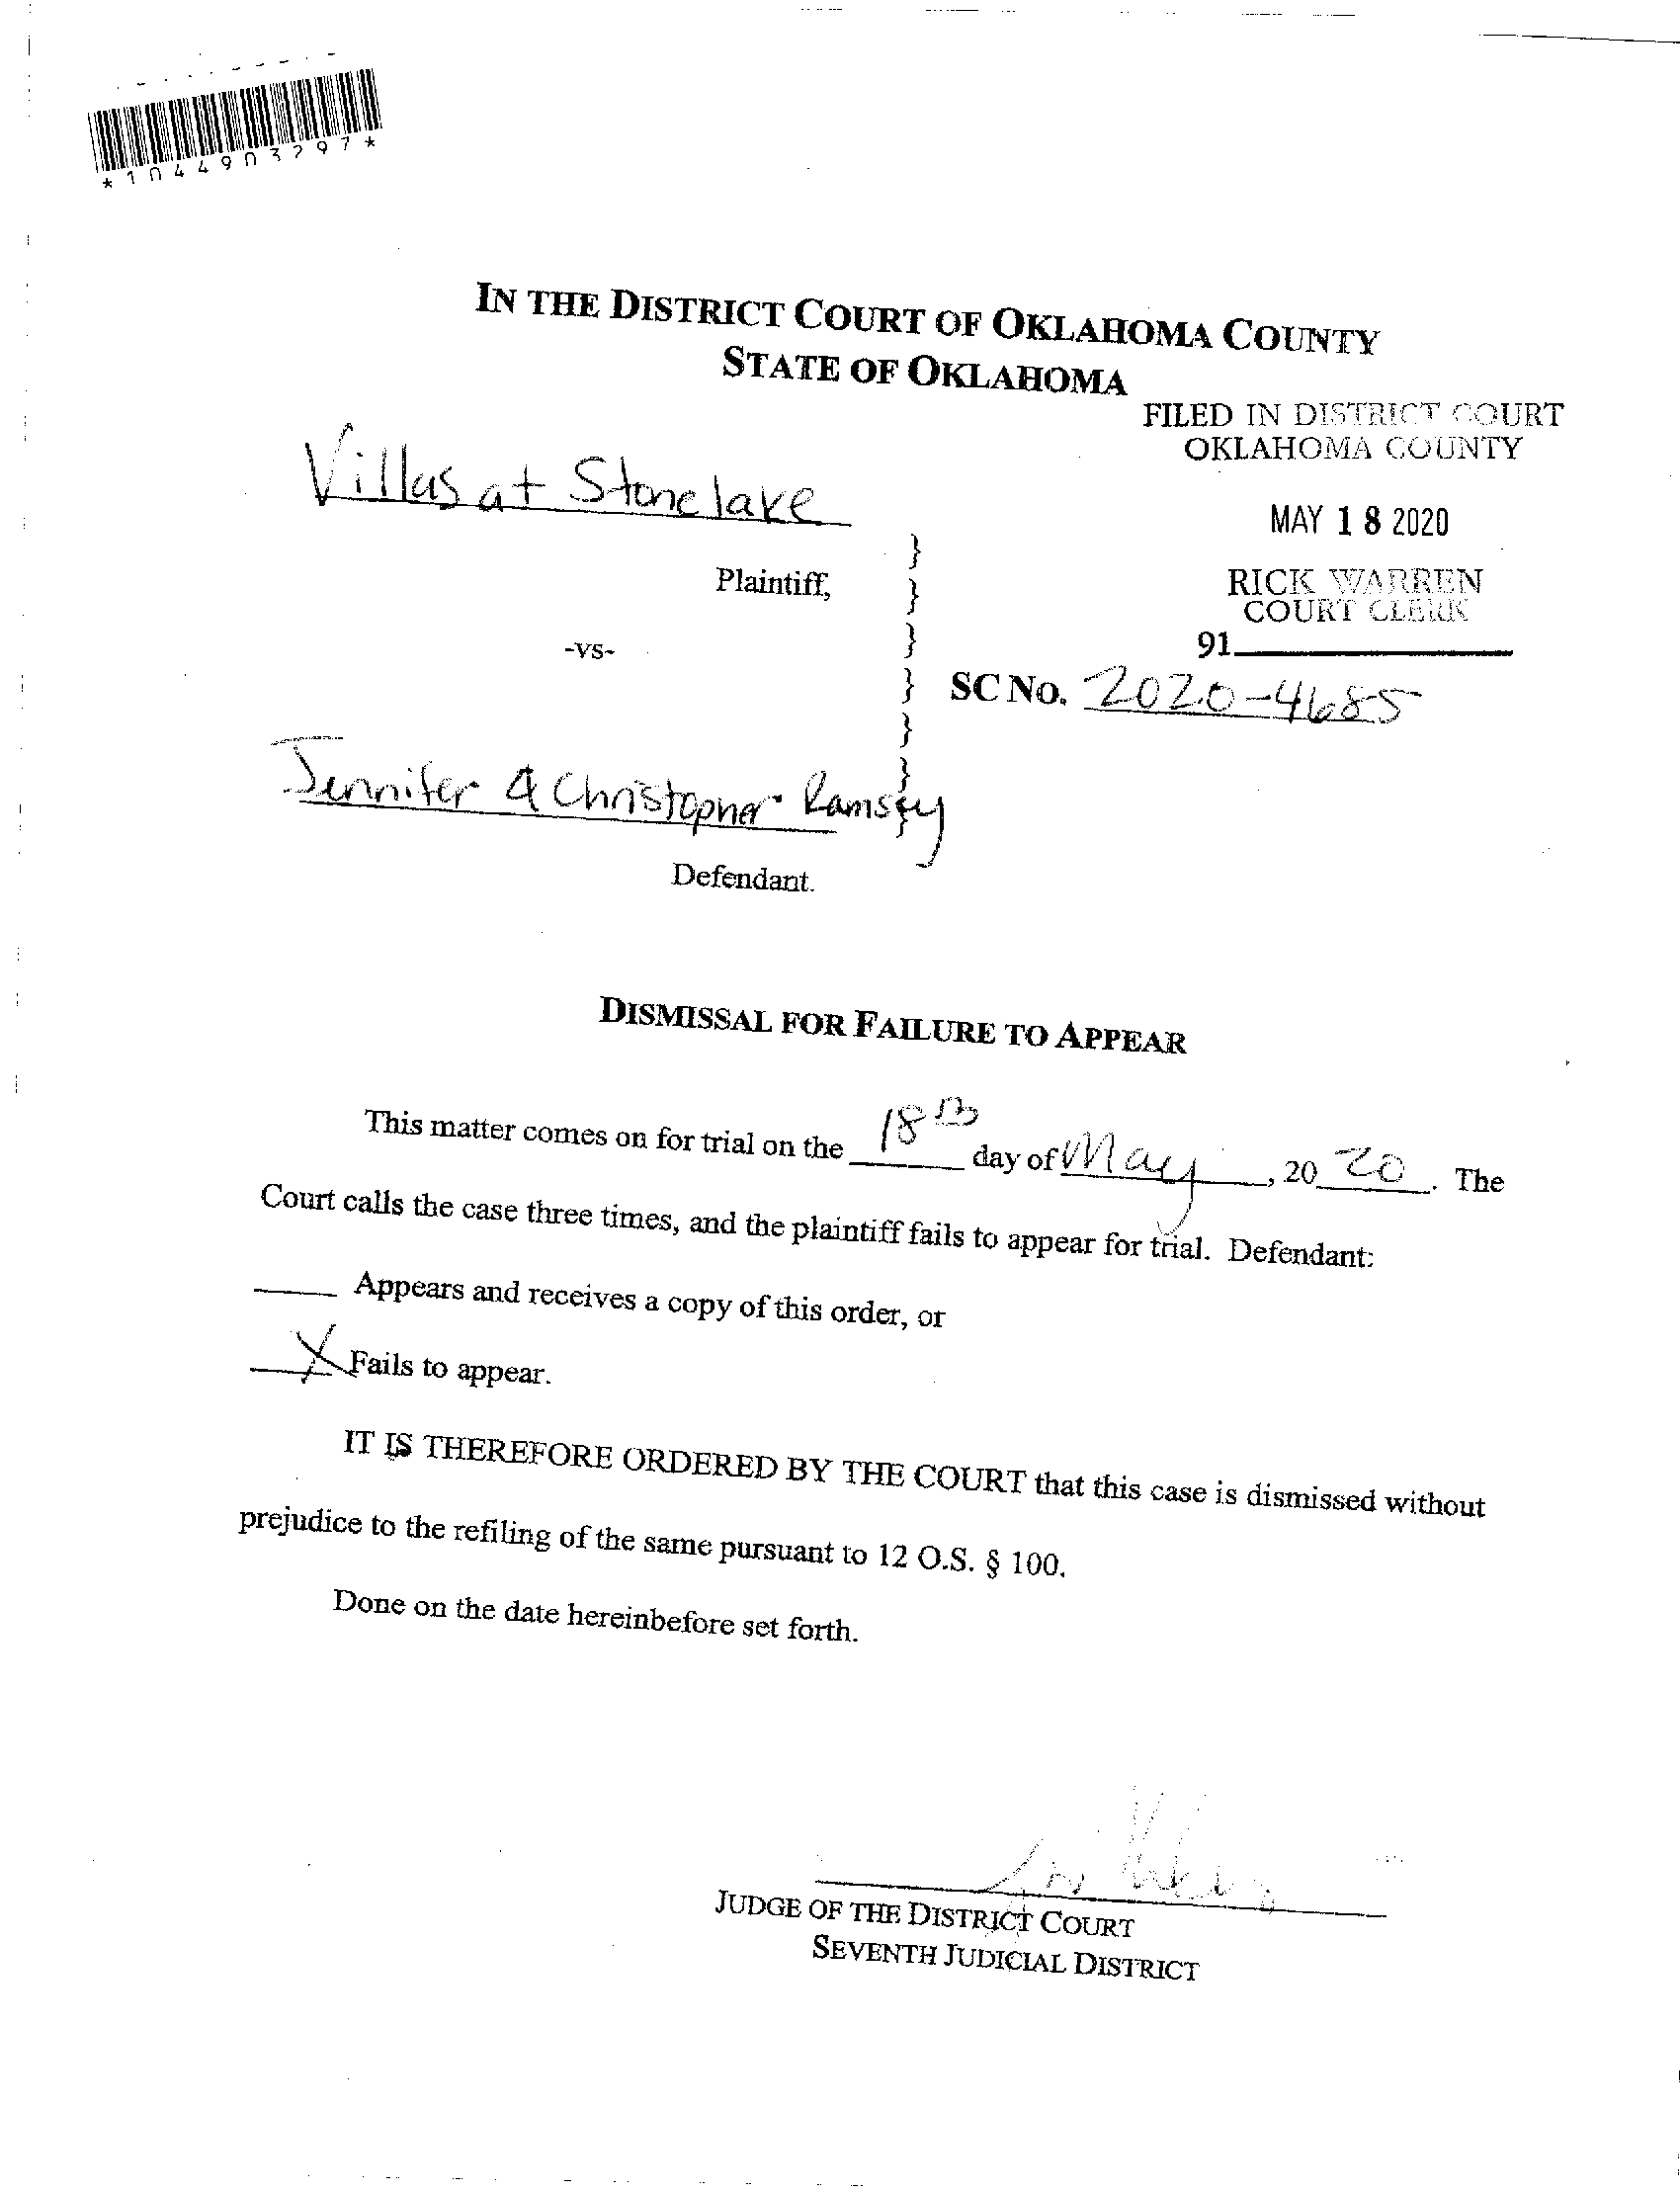 *1044903297*
IN THE DISTRICT COURT OF OKLAHOMA COUNTY
STATE OF OKLAHOMA
FILED IN DISTRICT COURT
OKLAHOMA COUNTY
Villas at Stonelake
MAY 18 2020
Plaintiff,
RICK WARREN
COURT CLERK
91
-vs-
SC NO. 2020-4685
Jennifer & Christopher Ramsey
Defendant.
DISMISSAL FOR FAILURE TO APPEAR
This matter comes on for trial on the 18th day of May, 2020. The
Court calls the case three times, and the plaintiff fails to appear for trial. Defendant:
____ Appears and receives a copy of this order, or
X Fails to appear.
IT IS THEREFORE ORDERED BY THE COURT that this case is dismissed without
prejudice to the refiling of the same pursuant to 12 O.S. § 100.
Done on the date hereinbefore set forth.
JUDGE OF THE DISTRICT COURT
SEVENTH JUDICIAL DISTRICT